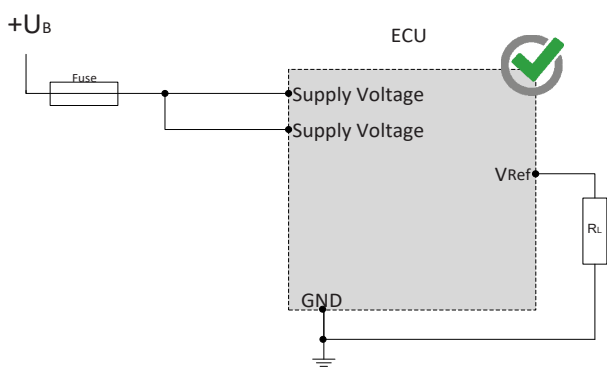 +UB
ECU
Fuse
Supply Voltage
Supply Voltage
VRef
RL
GND